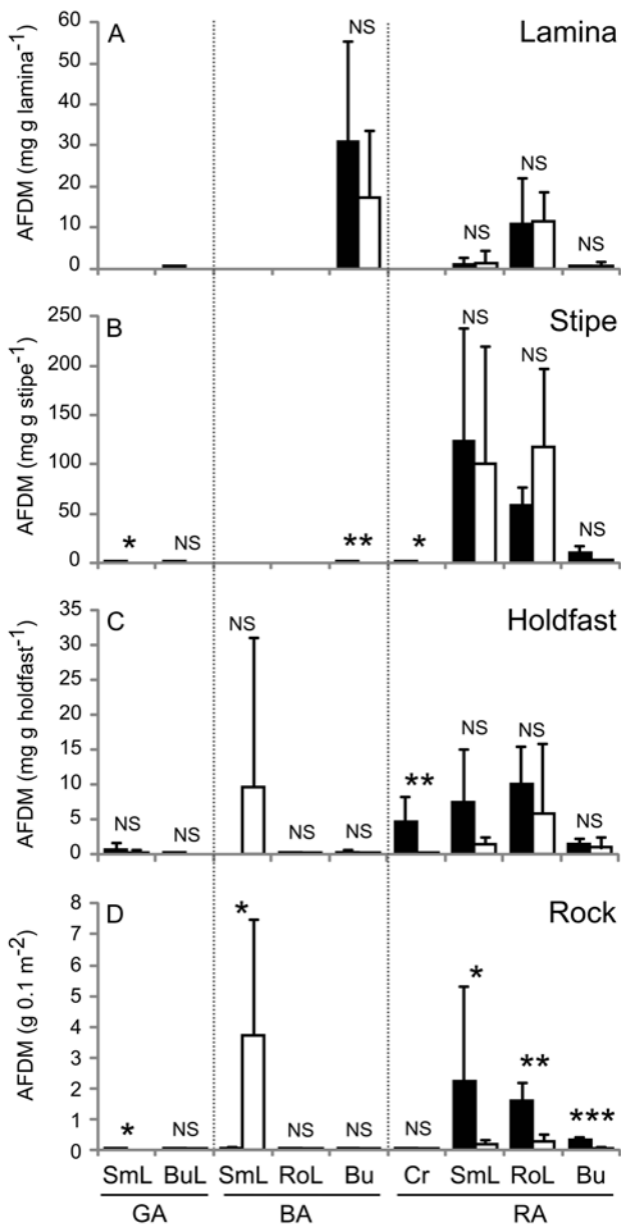 A Lamina
AFDM (mg g lamina⁻¹)
60
50
40
30
20
10
0
NS
NS
NS
NS
B Stipe
AFDM (mg g stipe⁻¹)
250
200
150
100
50
0
*
NS
**
*
NS
NS
NS
C Holdfast
AFDM (mg g holdfast⁻¹)
35
30
25
20
15
10
5
0
NS
NS
NS
NS
NS
**
NS
NS
NS
D Rock
AFDM (g 0.1 m⁻²)
8
7
6
5
4
3
2
1
0
*
NS
*
NS
NS
NS
*
**
***
SmL BuL SmL RoL Bu Cr SmL RoL Bu
GA BA RA